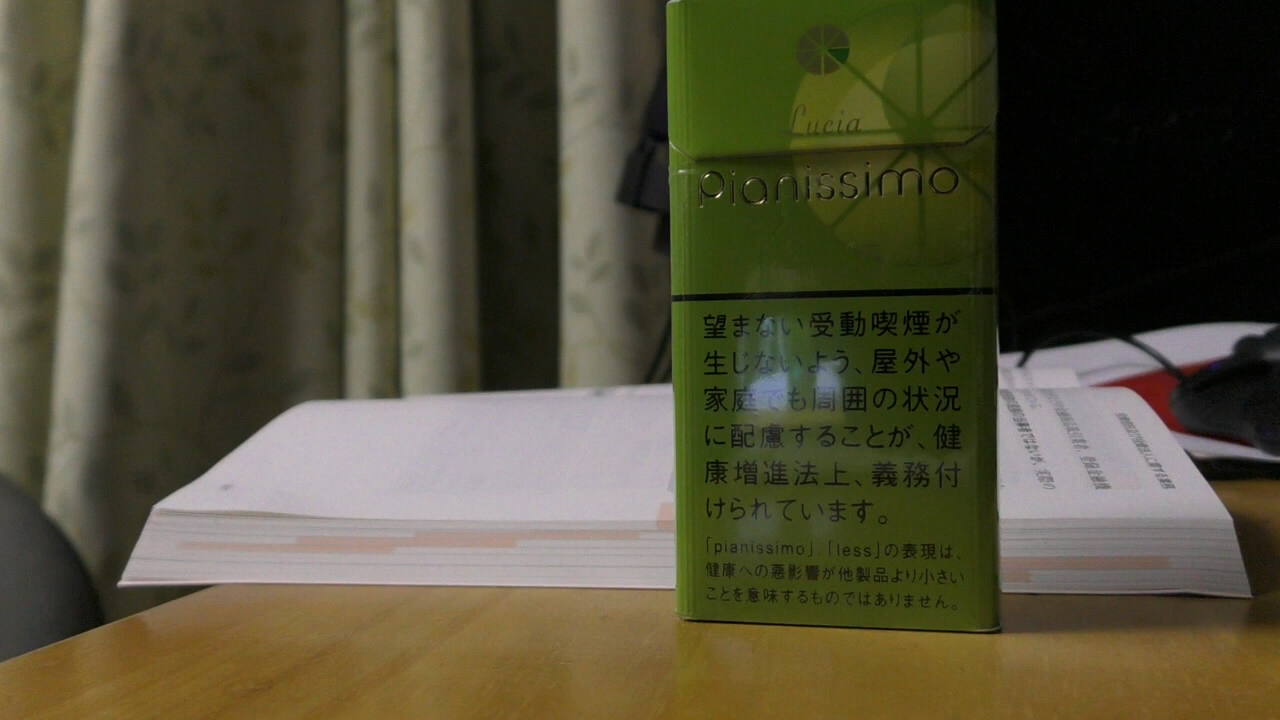 Lucia
pianissimo
望まない受動喫煙が
生じないよう、屋外や
家庭でも周囲の状況
に配慮することが、健
康増進法上、義務付
けられています。
「pianissimo」、「less」の表現は、
健康への悪影響が他製品より小さい
ことを意味するものではありません。